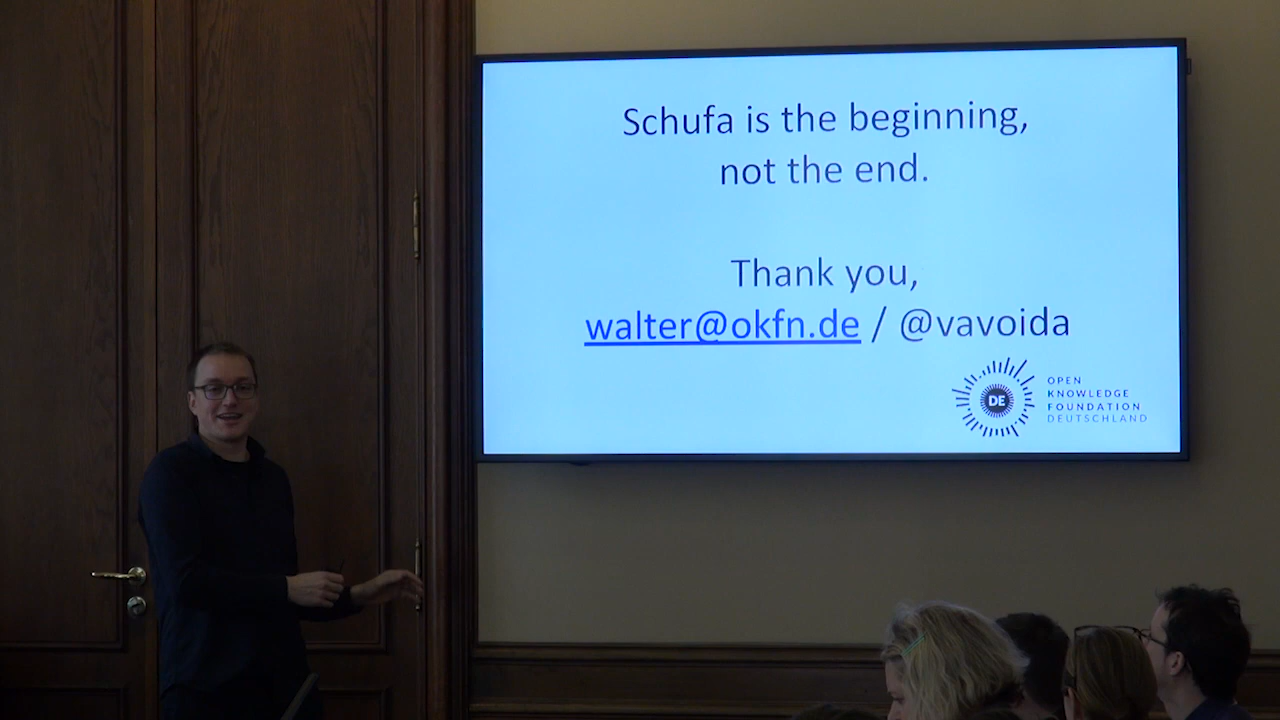 Schufa is the beginning,
not the end.
Thank you,
walter@okfn.de / @vavoida
DE
OPEN
KNOWLEDGE
FOUNDATION
DEUTSCHLAND